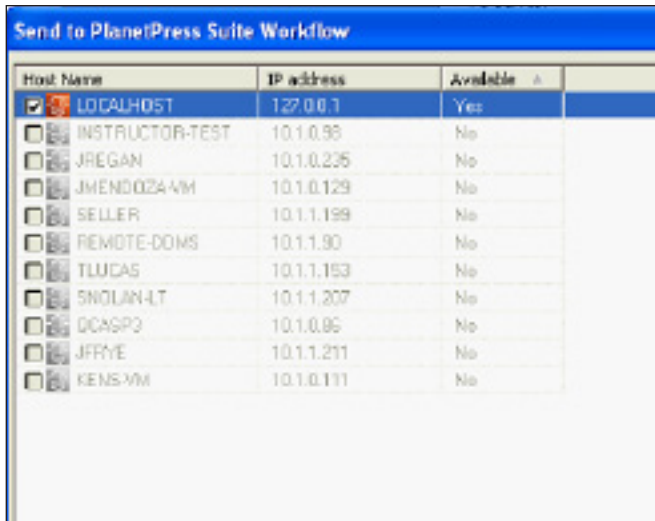 Send to PlanetPress Suite Workflow
Host Name IP address Available
LOCALHOST 127.0.0.1 Yes
INSTRUCTOR-TEST 10.1.0.98 No
JREGAN 10.1.0.235 No
JMENDOZA-VM 10.1.0.129 No
SELLER 10.1.1.199 No
REMOTE-DOMS 10.1.1.90 No
TLUCAS 10.1.1.153 No
SNOLAN-LT 10.1.1.207 No
QCASP3 10.1.0.86 No
JFRYE 10.1.1.211 No
KENS-VM 10.1.0.111 No